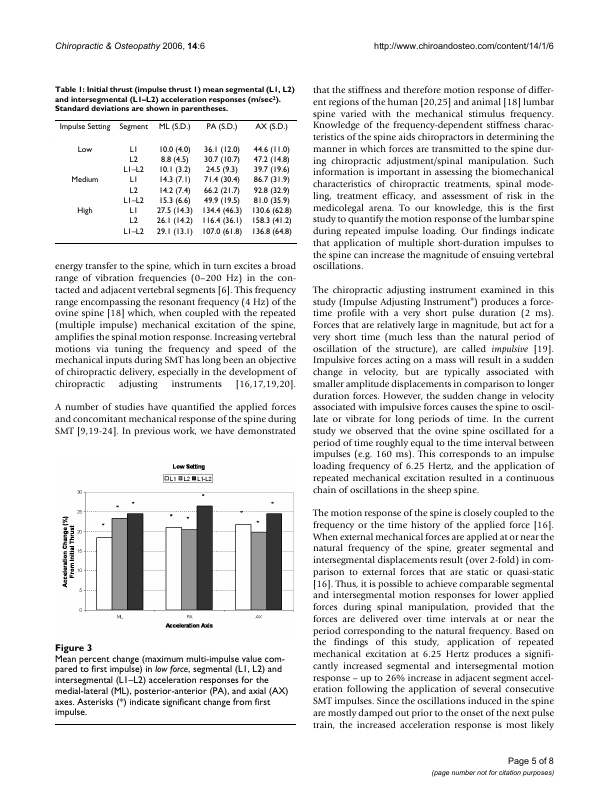 Chiropractic & Osteopathy 2006, 14:6
http://www.chiroandosteo.com/content/14/1/6
Table 1: Initial thrust (impulse thrust 1) mean segmental (L1, L2)
and intersegmental (L1–L2) acceleration responses (m/sec²).
Standard deviations are shown in parentheses.
Impulse Setting Segment ML (S.D.) PA (S.D.) AX (S.D.)
Low L1 10.0 (4.0) 36.1 (12.0) 44.6 (11.0)
L2 8.8 (4.5) 30.7 (10.7) 47.2 (14.8)
L1–L2 10.1 (3.2) 24.5 (9.3) 39.7 (19.6)
Medium L1 14.3 (7.1) 71.4 (30.4) 86.7 (31.9)
L2 14.2 (7.4) 66.2 (21.7) 92.8 (32.9)
L1–L2 15.3 (6.6) 49.9 (19.5) 81.0 (35.9)
High L1 27.5 (14.3) 134.4 (46.3) 130.6 (62.8)
L2 26.1 (14.2) 116.4 (36.1) 158.3 (41.2)
L1–L2 29.1 (13.1) 107.0 (61.8) 136.8 (64.8)
energy transfer to the spine, which in turn excites a broad
range of vibration frequencies (0–200 Hz) in the con-
tacted and adjacent vertebral segments [6]. This frequency
range encompassing the resonant frequency (4 Hz) of the
ovine spine [18] which, when coupled with the repeated
(multiple impulse) mechanical excitation of the spine,
amplifies the spinal motion response. Increasing vertebral
motions via tuning the frequency and speed of the
mechanical inputs during SMT has long been an objective
of chiropractic delivery, especially in the development of
chiropractic adjusting instruments [16,17,19,20].
A number of studies have quantified the applied forces
and concomitant mechanical response of the spine during
SMT [9,19-24]. In previous work, we have demonstrated
Low Setting
L1 L2 L1-L2
Acceleration Change (%)
From Initial Thrust
30
25
20
15
10
5
0
* * * * * * * * *
ML PA AX
Acceleration Axis
Figure 3
Mean percent change (maximum multi-impulse value com-
pared to first impulse) in low force, segmental (L1, L2) and
intersegmental (L1–L2) acceleration responses for the
medial-lateral (ML), posterior-anterior (PA), and axial (AX)
axes. Asterisks (*) indicate significant change from first
impulse.
that the stiffness and therefore motion response of differ-
ent regions of the human [20,25] and animal [18] lumbar
spine varied with the mechanical stimulus frequency.
Knowledge of the frequency-dependent stiffness charac-
teristics of the spine aids chiropractors in determining the
manner in which forces are transmitted to the spine dur-
ing chiropractic adjustment/spinal manipulation. Such
information is important in assessing the biomechanical
characteristics of chiropractic treatments, spinal mode-
ling, treatment efficacy, and assessment of risk in the
medicolegal arena. To our knowledge, this is the first
study to quantify the motion response of the lumbar spine
during repeated impulse loading. Our findings indicate
that application of multiple short-duration impulses to
the spine can increase the magnitude of ensuing vertebral
oscillations.
The chiropractic adjusting instrument examined in this
study (Impulse Adjusting Instrument®) produces a force-
time profile with a very short pulse duration (2 ms).
Forces that are relatively large in magnitude, but act for a
very short time (much less than the natural period of
oscillation of the structure), are called impulsive [19].
Impulsive forces acting on a mass will result in a sudden
change in velocity, but are typically associated with
smaller amplitude displacements in comparison to longer
duration forces. However, the sudden change in velocity
associated with impulsive forces causes the spine to oscil-
late or vibrate for long periods of time. In the current
study we observed that the ovine spine oscillated for a
period of time roughly equal to the time interval between
impulses (e.g. 160 ms). This corresponds to an impulse
loading frequency of 6.25 Hertz, and the application of
repeated mechanical excitation resulted in a continuous
chain of oscillations in the sheep spine.
The motion response of the spine is closely coupled to the
frequency or the time history of the applied force [16].
When external mechanical forces are applied at or near the
natural frequency of the spine, greater segmental and
intersegmental displacements result (over 2-fold) in com-
parison to external forces that are static or quasi-static
[16]. Thus, it is possible to achieve comparable segmental
and intersegmental motion responses for lower applied
forces during spinal manipulation, provided that the
forces are delivered over time intervals at or near the
period corresponding to the natural frequency. Based on
the findings of this study, application of repeated
mechanical excitation at 6.25 Hertz produces a signifi-
cantly increased segmental and intersegmental motion
response – up to 26% increase in adjacent segment accel-
eration following the application of several consecutive
SMT impulses. Since the oscillations induced in the spine
are mostly damped out prior to the onset of the next pulse
train, the increased acceleration response is most likely
Page 5 of 8
(page number not for citation purposes)